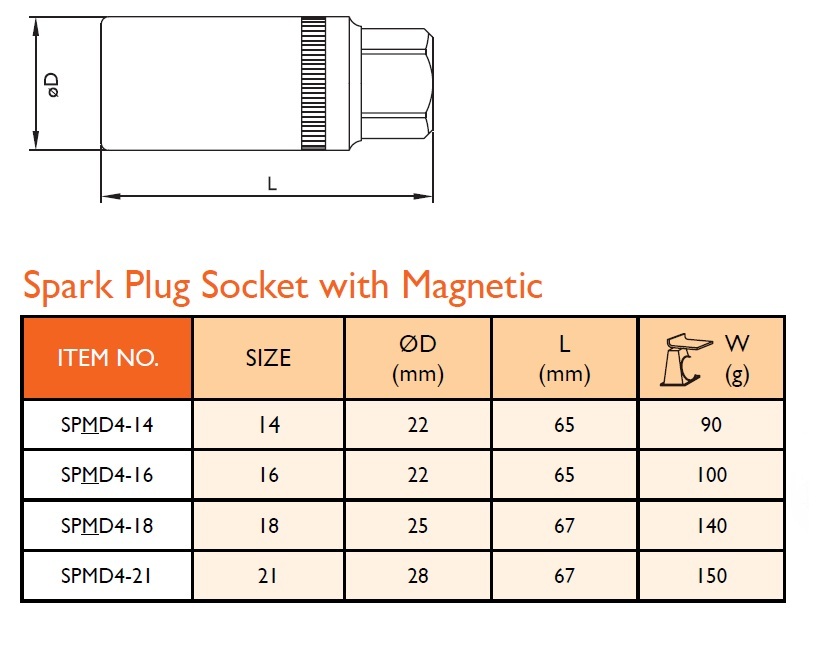 øD
L
Spark Plug Socket with Magnetic
ITEM NO. SIZE ØD (mm) L (mm) W (g)
SPMD4-14 14 22 65 90
SPMD4-16 16 22 65 100
SPMD4-18 18 25 67 140
SPMD4-21 21 28 67 150